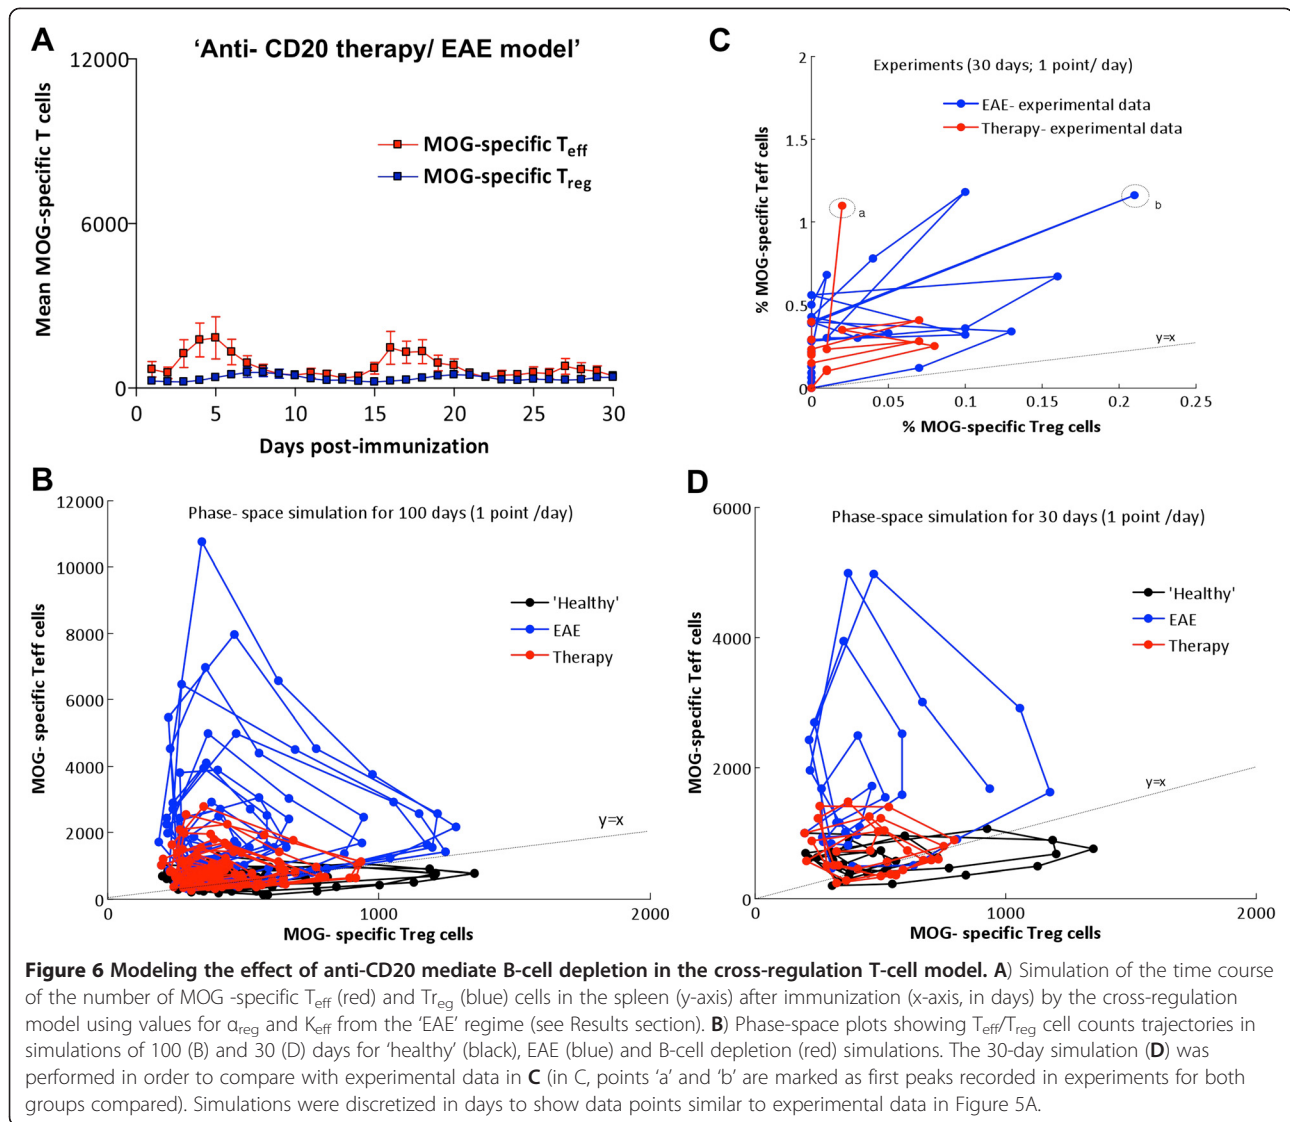 A
'Anti- CD20 therapy/ EAE model'
12000
6000
0
Mean MOG-specific T cells
MOG-specific Teff
MOG-specific Treg
0 5 10 15 20 25 30
Days post-immunization
C
Experiments (30 days; 1 point/ day)
EAE- experimental data
Therapy- experimental data
2
1.5
1
0.5
0
% MOG-specific Teff cells
a
b
y=x
0 0.05 0.1 0.15 0.2 0.25
% MOG-specific Treg cells
B
Phase- space simulation for 100 days (1 point /day)
12000
10000
8000
6000
4000
2000
0
MOG- specific Teff cells
'Healthy'
EAE
Therapy
y=x
0 1000 2000
MOG- specific Treg cells
D
Phase-space simulation for 30 days (1 point /day)
6000
4000
2000
0
MOG-specific Teff cells
'Healthy'
EAE
Therapy
y=x
0 1000 2000
MOG- specific Treg cells
Figure 6 Modeling the effect of anti-CD20 mediate B-cell depletion in the cross-regulation T-cell model. A) Simulation of the time course
of the number of MOG -specific Teff (red) and Treg (blue) cells in the spleen (y-axis) after immunization (x-axis, in days) by the cross-regulation
model using values for αreg and Keff from the 'EAE' regime (see Results section). B) Phase-space plots showing Teff/Treg cell counts trajectories in
simulations of 100 (B) and 30 (D) days for 'healthy' (black), EAE (blue) and B-cell depletion (red) simulations. The 30-day simulation (D) was
performed in order to compare with experimental data in C (in C, points 'a' and 'b' are marked as first peaks recorded in experiments for both
groups compared). Simulations were discretized in days to show data points similar to experimental data in Figure 5A.